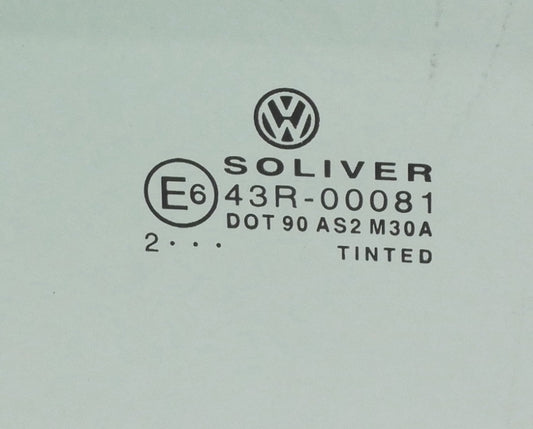 SOLIVER
E6 43R-00081
DOT 90 AS2 M30A
2 . . . TINTED